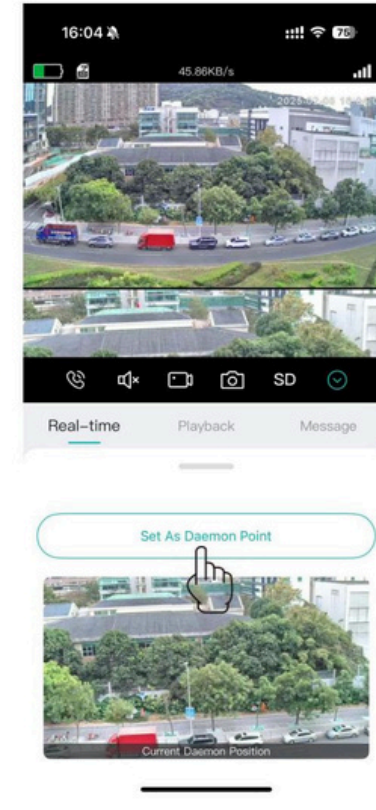 16:04
75
45.86KB/s
SD
Real-time Playback Message
Set As Daemon Point
Current Daemon Position